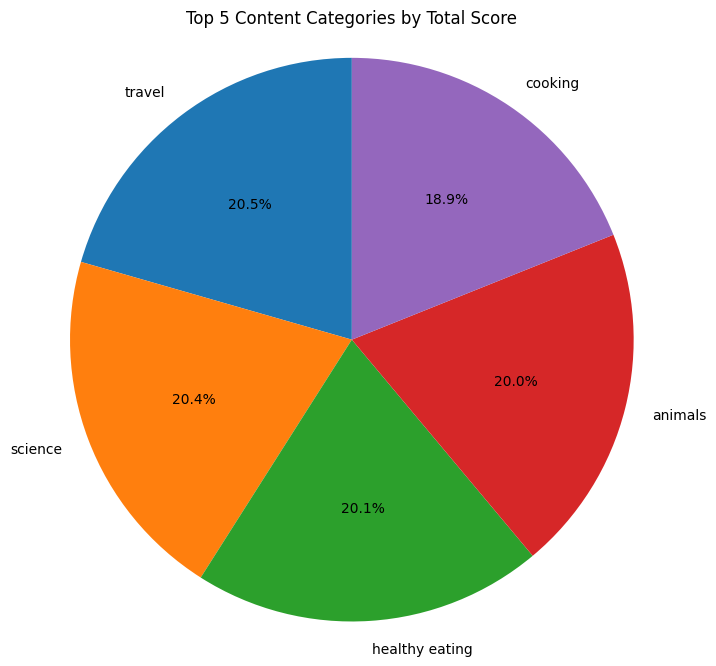 Top 5 Content Categories by Total Score
cooking
travel
18.9%
20.5%
20.0%
20.4%
animals
science
20.1%
healthy eating